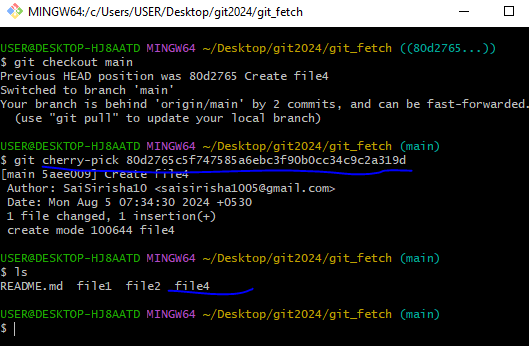 MINGW64:/c/Users/USER/Desktop/git2024/git_fetch
USER@DESKTOP-HJ8AATD MINGW64 ~/Desktop/git2024/git_fetch ((80d2765...))
$ git checkout main
Previous HEAD position was 80d2765 Create file4
Switched to branch 'main'
Your branch is behind 'origin/main' by 2 commits, and can be fast-forwarded.
(use "git pull" to update your local branch)
USER@DESKTOP-HJ8AATD MINGW64 ~/Desktop/git2024/git_fetch (main)
$ git cherry-pick 80d2765c5f747585a6ebc3f90b0cc34c9c2a319d
[main 5aee009] Create file4
Author: SaiSirisha10 <saisirisha1005@gmail.com>
Date: Mon Aug 5 07:34:30 2024 +0530
1 file changed, 1 insertion(+)
create mode 100644 file4
USER@DESKTOP-HJ8AATD MINGW64 ~/Desktop/git2024/git_fetch (main)
$ ls
README.md file1 file2 file4
USER@DESKTOP-HJ8AATD MINGW64 ~/Desktop/git2024/git_fetch (main)
$